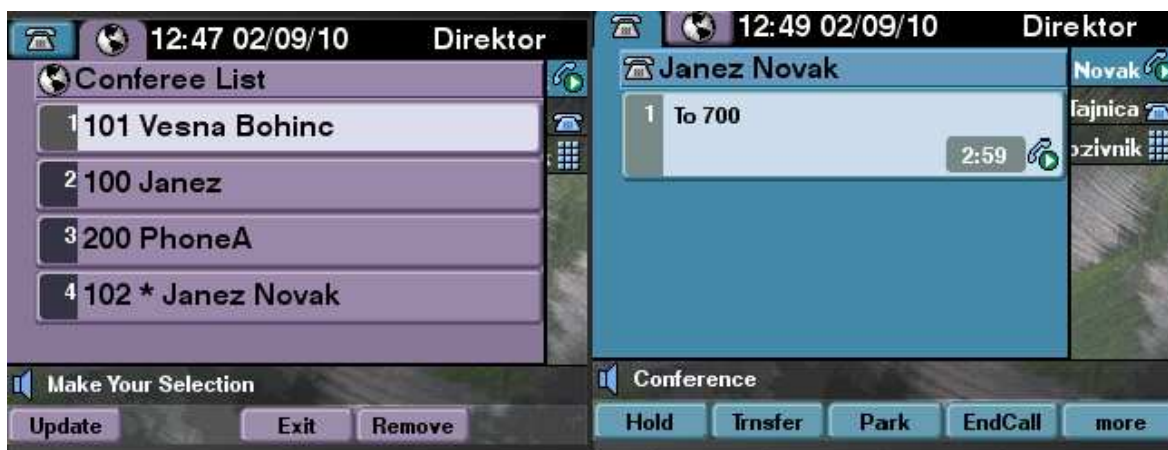 12:47 02/09/10 Direktor
Conferee List
1 101 Vesna Bohinc
2 100 Janez
3 200 PhoneA
4 102 * Janez Novak
Make Your Selection
Update Exit Remove
12:49 02/09/10 Direktor
Janez Novak
Novak
1 To 700
Tajnica
2:59
ozivnik
Conference
Hold Trnsfer Park EndCall more